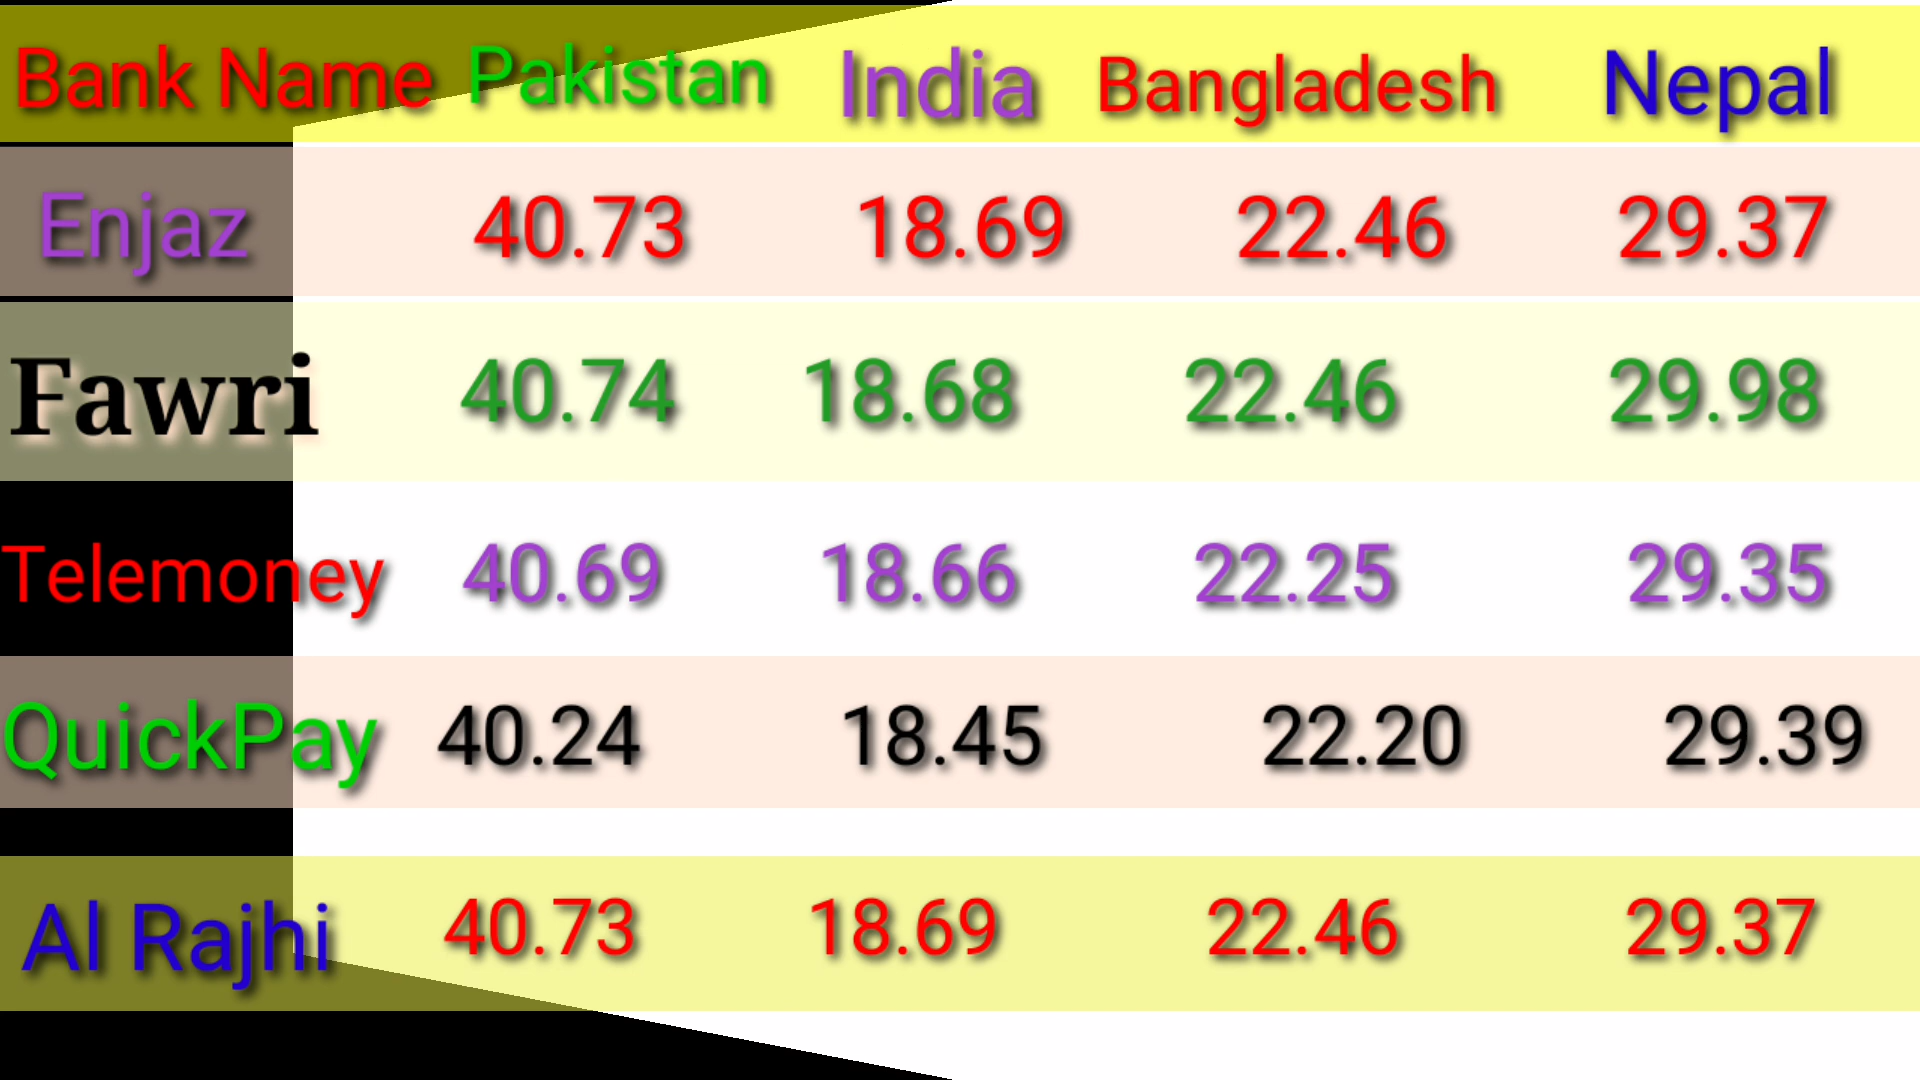 Bank Name Pakistan India Bangladesh Nepal
Enjaz 40.73 18.69 22.46 29.37
Fawri 40.74 18.68 22.46 29.98
Telemoney 40.69 18.66 22.25 29.35
QuickPay 40.24 18.45 22.20 29.39
Al Rajhi 40.73 18.69 22.46 29.37